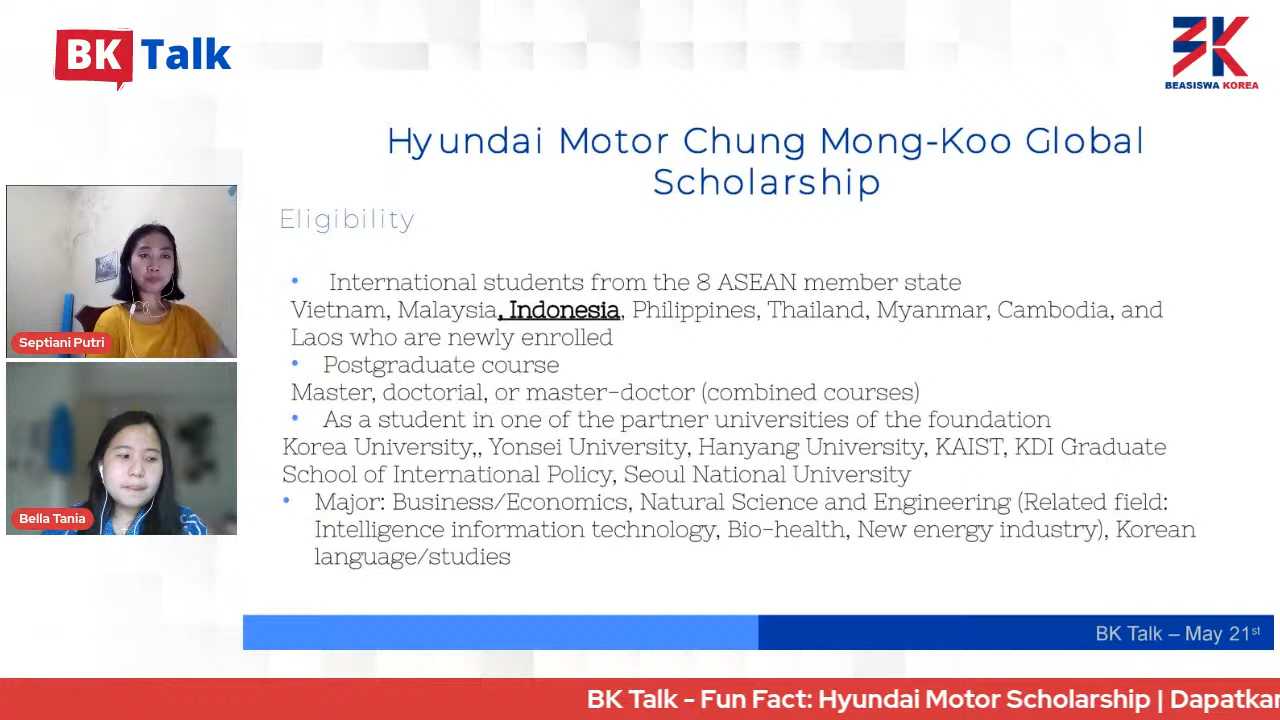 BK Talk
BK
BEASISWA KOREA
Hyundai Motor Chung Mong-Koo Global
Scholarship
Eligibility
• International students from the 8 ASEAN member state
Vietnam, Malaysia, Indonesia, Philippines, Thailand, Myanmar, Cambodia, and
Laos who are newly enrolled
• Postgraduate course
Master, doctorial, or master-doctor (combined courses)
• As a student in one of the partner universities of the foundation
Korea University,, Yonsei University, Hanyang University, KAIST, KDI Graduate
School of International Policy, Seoul National University
• Major: Business/Economics, Natural Science and Engineering (Related field:
Intelligence information technology, Bio-health, New energy industry), Korean
language/studies
Septiani Putri
Bella Tania
BK Talk – May 21st
BK Talk - Fun Fact: Hyundai Motor Scholarship | Dapatkan